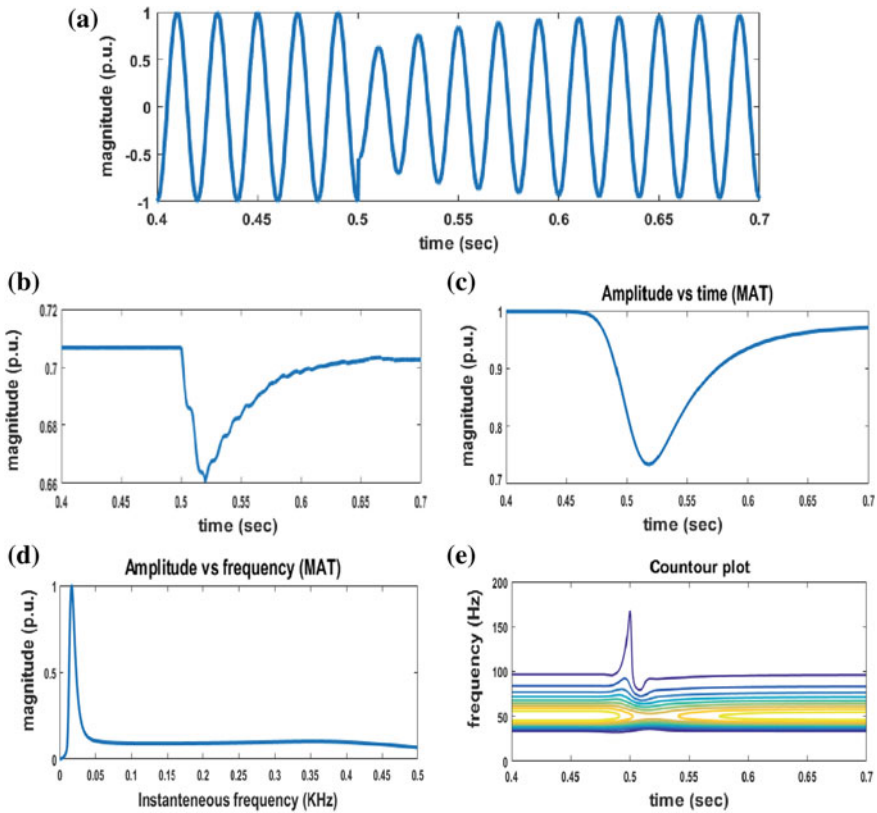 (a)
1
0.5
0
-0.5
-1
magnitude (p.u.)
0.4 0.45 0.5 0.55 0.6 0.65 0.7
time (sec)
(b)
0.72
0.7
0.68
0.66
magnitude (p.u.)
0.4 0.45 0.5 0.55 0.6 0.65 0.7
time (sec)
(c)
Amplitude vs time (MAT)
1
0.9
0.8
0.7
magnitude (p.u.)
0.4 0.45 0.5 0.55 0.6 0.65 0.7
time (sec)
(d)
Amplitude vs frequency (MAT)
1
0.5
0
magnitude (p.u.)
0 0.05 0.1 0.15 0.2 0.25 0.3 0.35 0.4 0.45 0.5
Instanteneous frequency (KHz)
(e)
Countour plot
200
150
100
50
0
frequency (Hz)
0.4 0.45 0.5 0.55 0.6 0.65 0.7
time (sec)